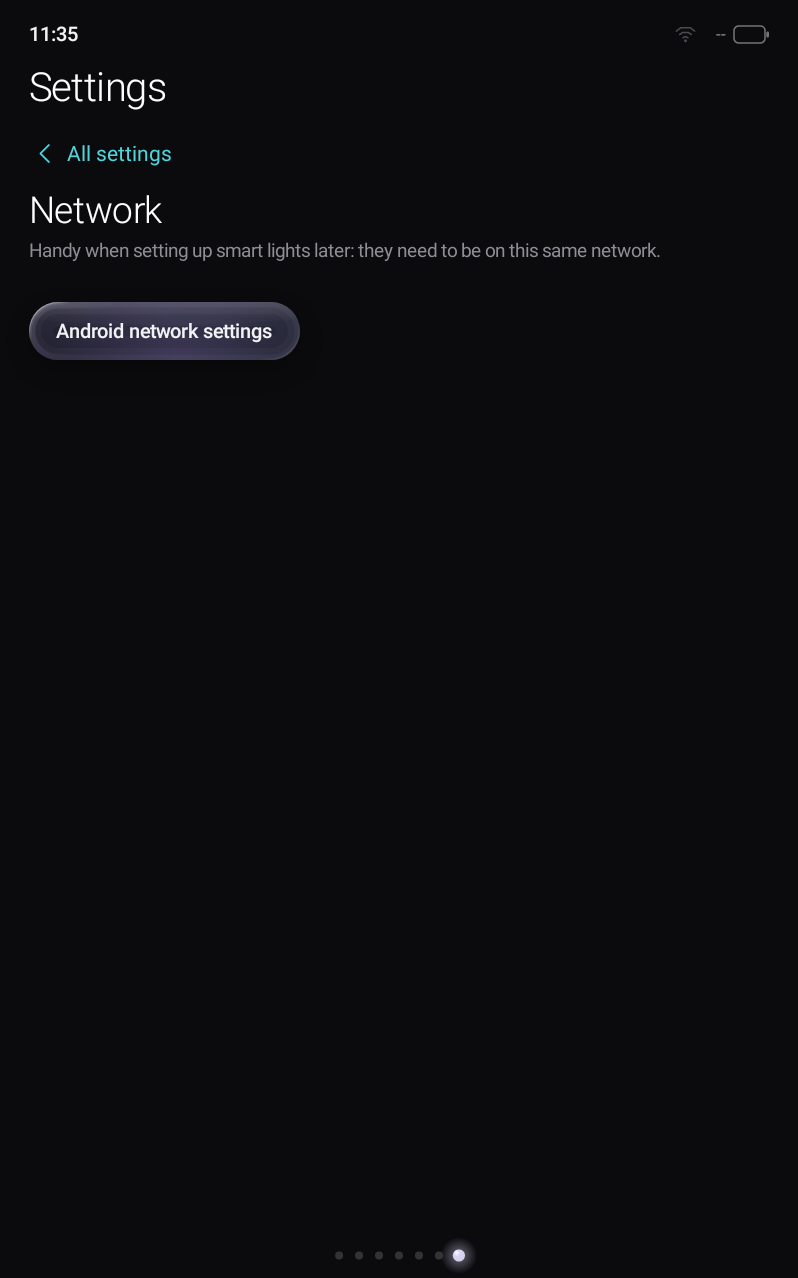 11:35
--
Settings
All settings
Network
Handy when setting up smart lights later: they need to be on this same network.
Android network settings